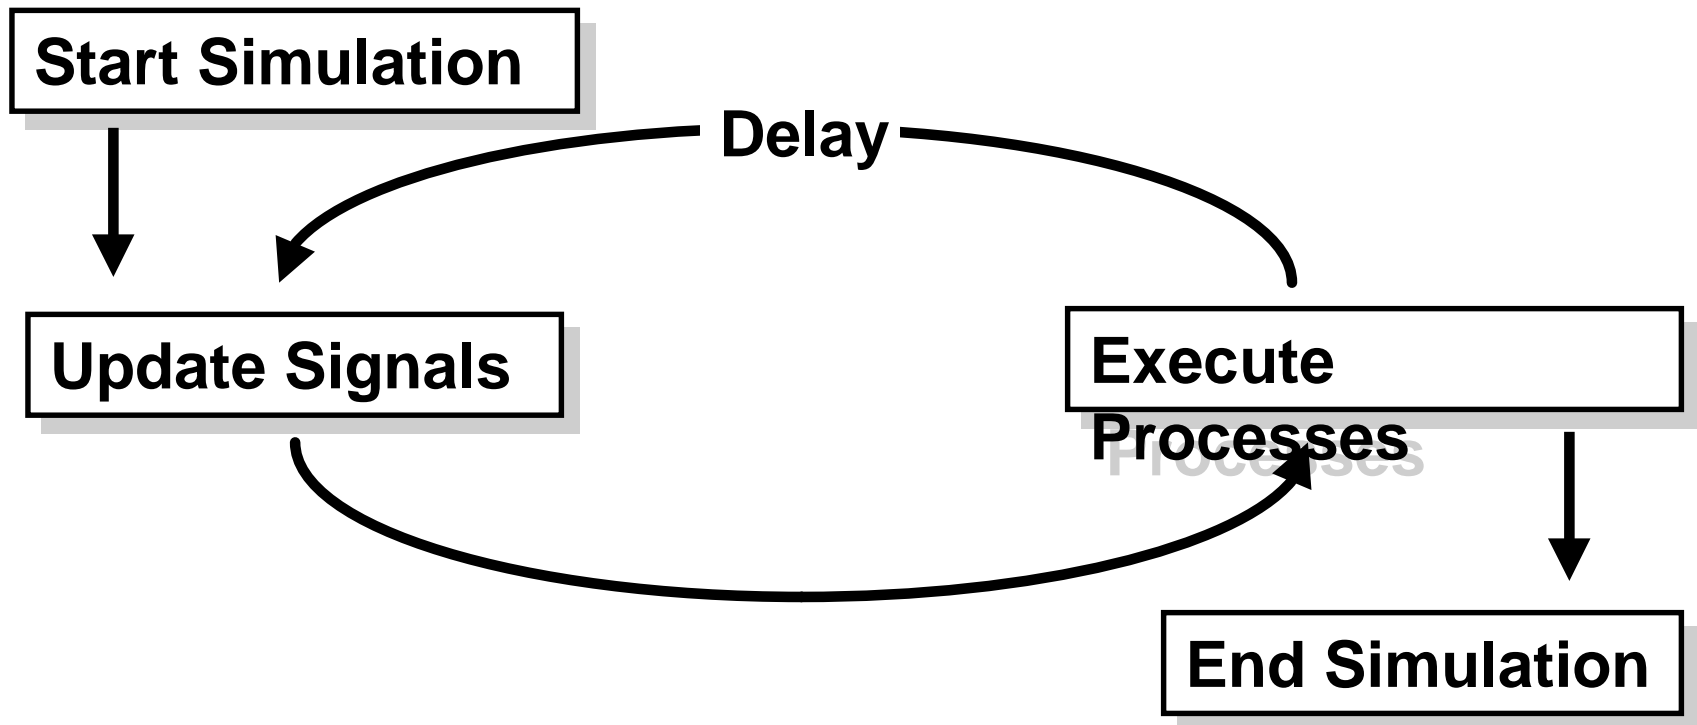 Start Simulation
Delay
Update Signals
Execute
Processes
End Simulation